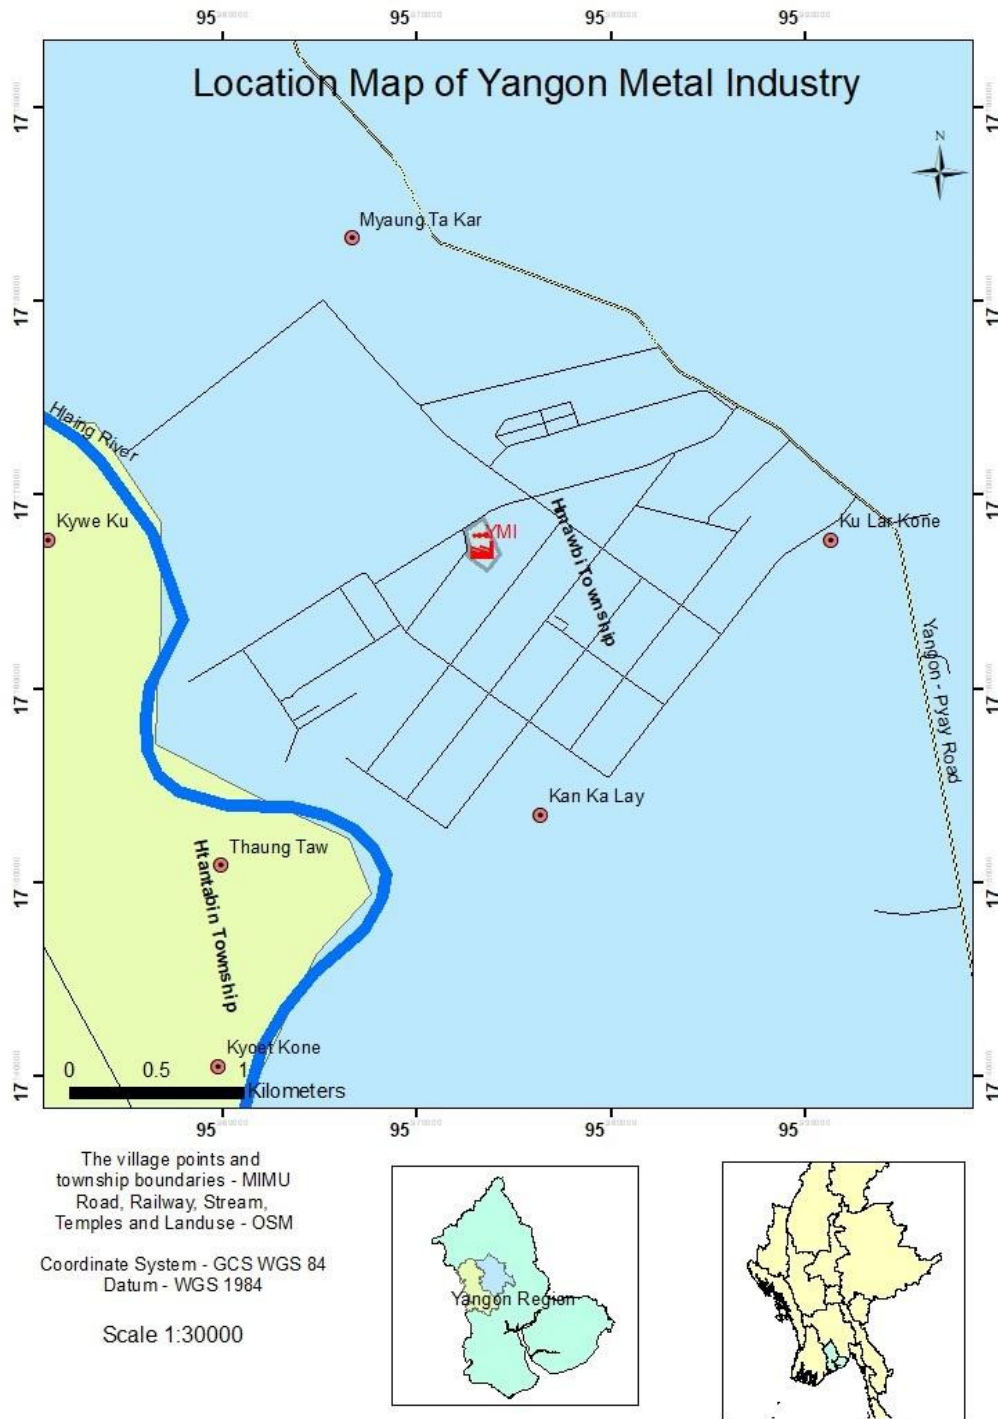 95 95 95 95
Location Map of Yangon Metal Industry
N
17 17
Myaung Ta Kar
17 17
Hlaing River
17 17
Kywe Ku
YMI
Hmawbi Township
Ku Lar Kone
17 17
Yangon - Pyay Road
Kan Ka Lay
Thaung Taw
Htantabin Township
17 17
Kyoet Kone
0 0.5 1
Kilometers
17 17
95 95 95 95
The village points and
township boundaries - MIMU
Road, Railway, Stream,
Temples and Landuse - OSM
Coordinate System - GCS WGS 84
Datum - WGS 1984
Scale 1:30000
Yangon Region